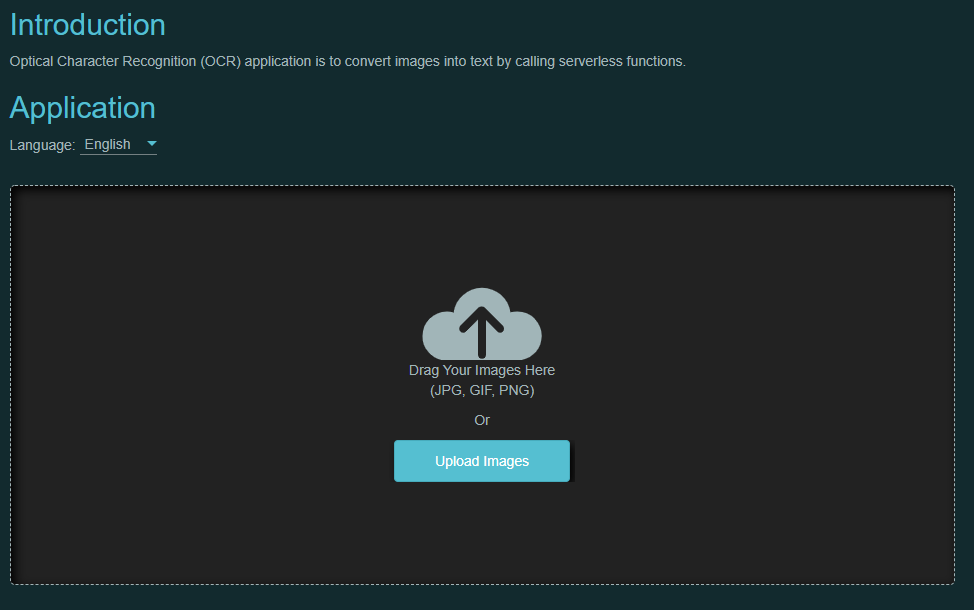 Introduction
Optical Character Recognition (OCR) application is to convert images into text by calling serverless functions.
Application
Language: English
Drag Your Images Here
(JPG, GIF, PNG)
Or
Upload Images